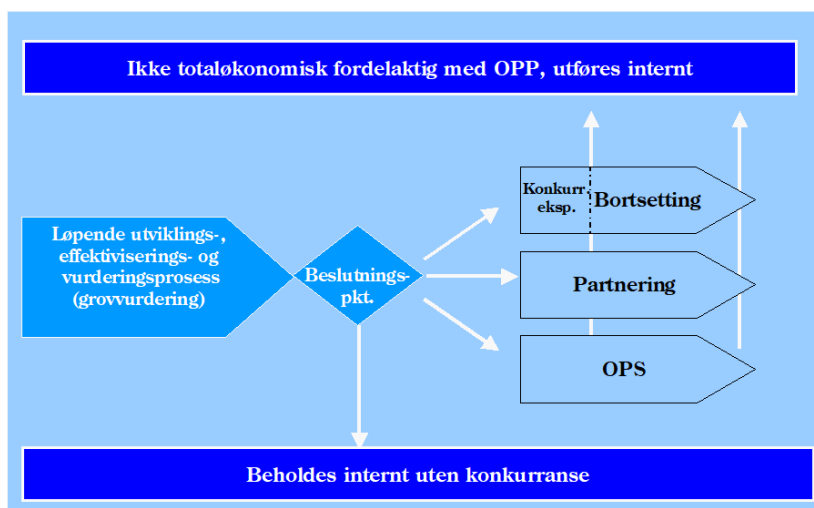 Ikke totaløkonomisk fordelaktig med OPP, utføres internt
Løpende utviklings-,
effektiviserings- og
vurderingsprosess
(grovvurdering)
Beslutnings-
pkt.
Konkurr.
eksp.
Bortsetting
Partnering
OPS
Beholdes internt uten konkurranse